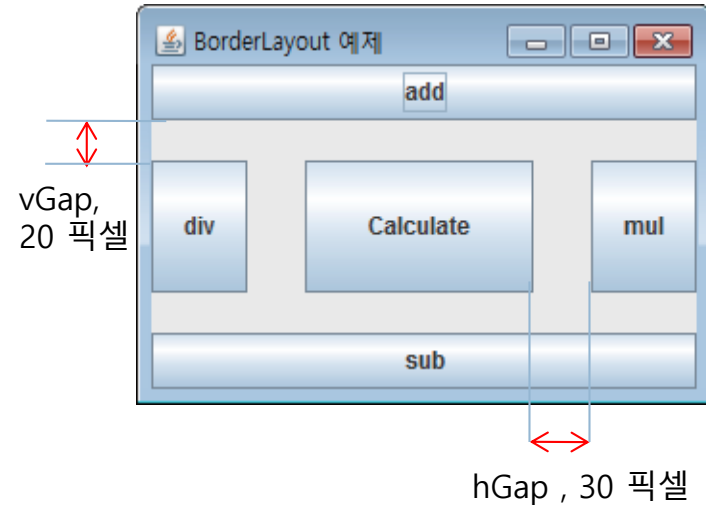 BorderLayout 예제
add
vGap,
20 픽셀
div
Calculate
mul
sub
hGap , 30 픽셀